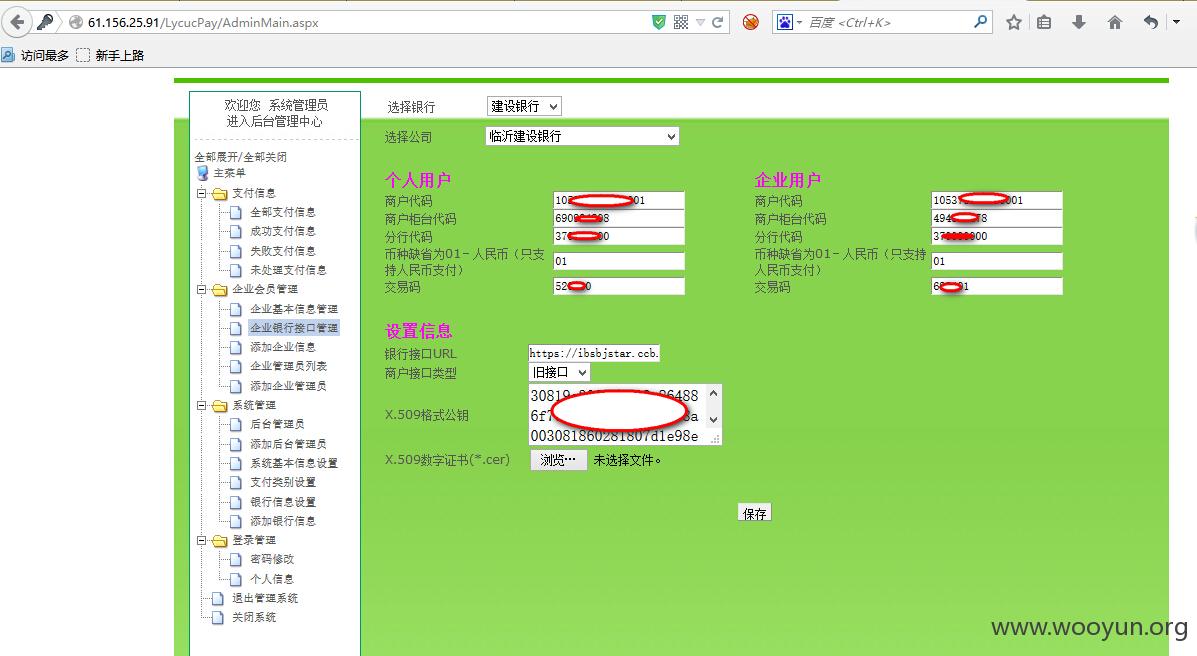 61.156.25.91/LycucPay/AdminMain.aspx
百度 <Ctrl+K>
访问最多 新手上路
欢迎您 系统管理员
进入后台管理中心
全部展开/全部关闭
主菜单
支付信息
全部支付信息
成功支付信息
失败支付信息
未处理支付信息
企业会员管理
企业基本信息管理
企业银行接口管理
添加企业信息
企业管理员列表
添加企业管理员
系统管理
后台管理员
添加后台管理员
系统基本信息设置
支付类别设置
银行信息设置
添加银行信息
登录管理
密码修改
个人信息
退出管理系统
关闭系统
选择银行 建设银行
选择公司 临沂建设银行
个人用户
商户代码 10 01
商户柜台代码 690 08
分行代码 37 00
币种缺省为01－人民币（只支
持人民币支付） 01
交易码 52 0
企业用户
商户代码 1053 001
商户柜台代码 494 8
分行代码 37 000
币种缺省为01－人民币（只支持
人民币支付） 01
交易码 6 01
设置信息
银行接口URL https://ibsbjstar.ccb.
商户接口类型 旧接口
X.509格式公钥
30819 86488
6f 8a
003081860281807d1e98e
X.509数字证书(*.cer) 浏览… 未选择文件。
保存
www.wooyun.org